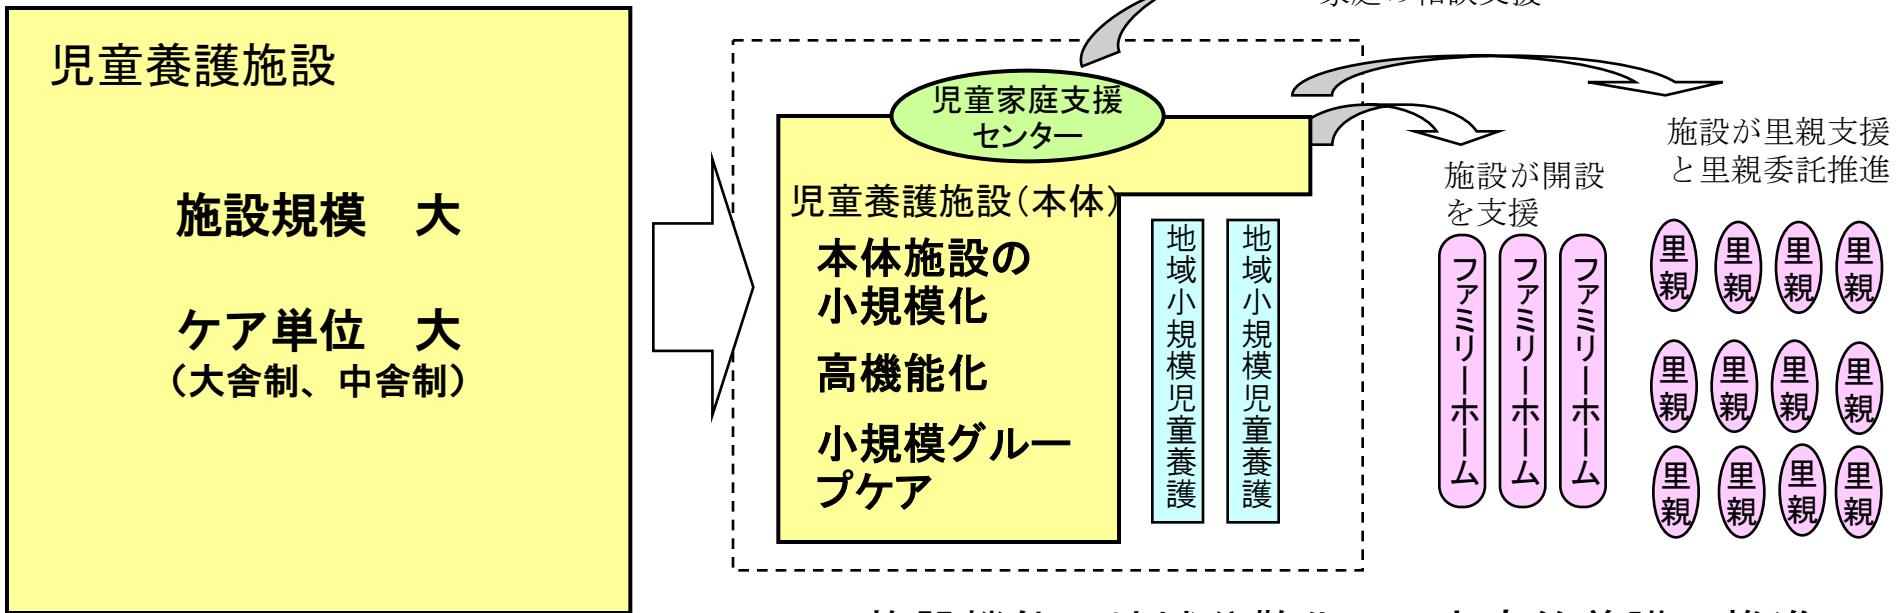 児童養護施設
施設規模　大
ケア単位　大
（大舎制、中舎制）
児童家庭支援
センター
児童養護施設（本体）
本体施設の
小規模化
高機能化
小規模グルー
プケア
地域小規模児童養護
地域小規模児童養護
施設が開設
を支援
ファミリーホーム
ファミリーホーム
ファミリーホーム
施設が里親支援
と里親委託推進
里親
里親
里親
里親
里親
里親
里親
里親
里親
里親
里親
里親